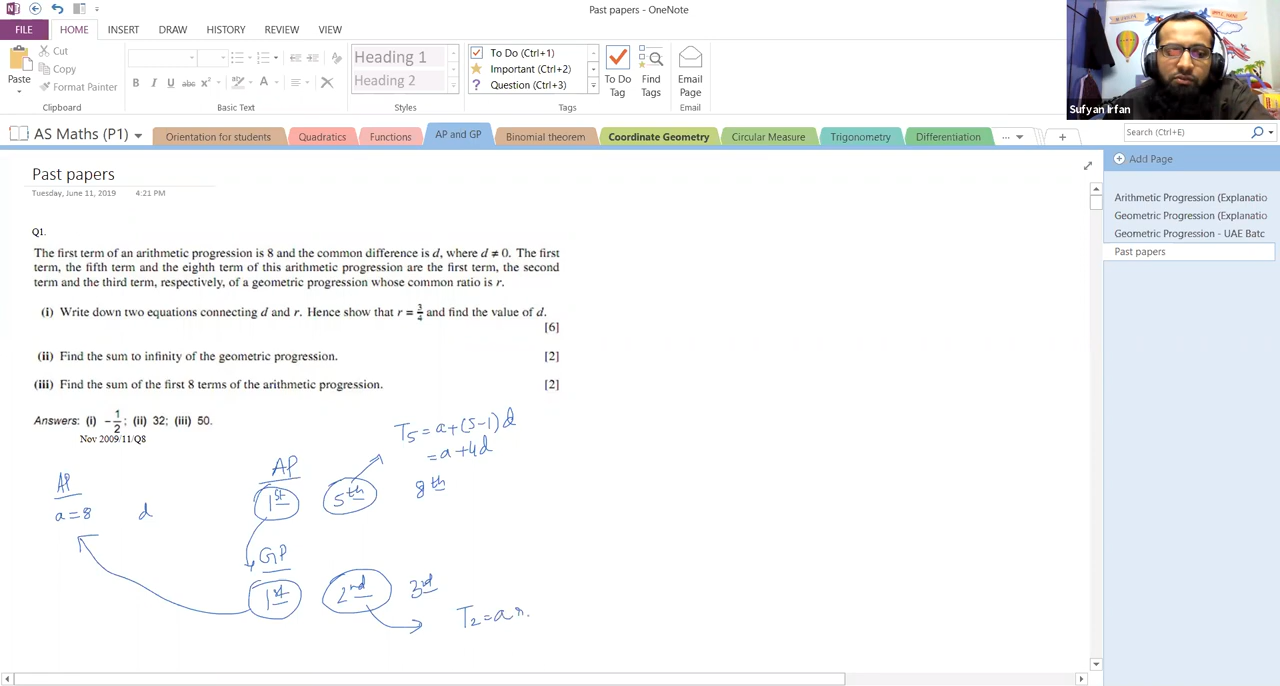 Past papers - OneNote
FILE HOME INSERT DRAW HISTORY REVIEW VIEW
Paste
Cut
Copy
Format Painter
Clipboard
B I U abc x² A
Basic Text
Heading 1
Heading 2
Styles
To Do (Ctrl+1)
Important (Ctrl+2)
Question (Ctrl+3)
To Do Tag
Find Tags
Tags
Email Page
Email
Sufyan Irfan
AS Maths (P1)
Orientation for students
Quadratics
Functions
AP and GP
Binomial theorem
Coordinate Geometry
Circular Measure
Trigonometry
Differentiation
...
Search (Ctrl+E)
Add Page
Arithmetic Progression (Explanatio
Geometric Progression (Explanatio
Geometric Progression - UAE Batc
Past papers
Past papers
Tuesday, June 11, 2019 4:21 PM
Q1.
The first term of an arithmetic progression is 8 and the common difference is d, where d ≠ 0. The first
term, the fifth term and the eighth term of this arithmetic progression are the first term, the second
term and the third term, respectively, of a geometric progression whose common ratio is r.
(i) Write down two equations connecting d and r. Hence show that r = 3/4 and find the value of d.
[6]
(ii) Find the sum to infinity of the geometric progression. [2]
(iii) Find the sum of the first 8 terms of the arithmetic progression. [2]
Answers: (i) -1/2; (ii) 32; (iii) 50.
Nov 2009/11/Q8
T5 = a+(5-1)d
= a+4d
AP
1st 5th 8th
AP
a=8 d
GP
1st 2nd 3rd
T2 = ar